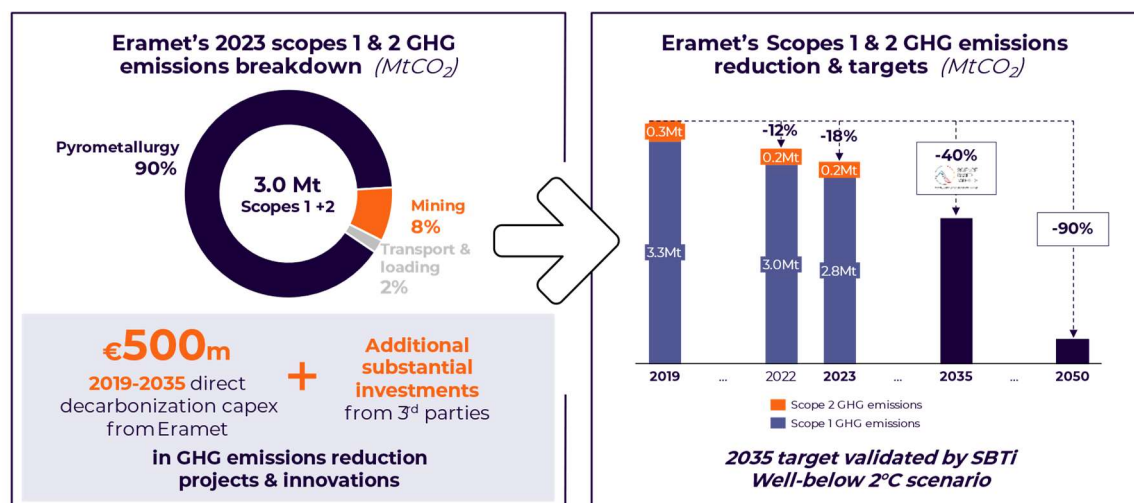 Eramet's 2023 scopes 1 & 2 GHG
emissions breakdown (MtCO₂)
Pyrometallurgy
90%
3.0 Mt
Scopes 1 +2
Mining
8%
Transport &
loading
2%
€500m
2019-2035 direct
decarbonization capex
from Eramet
+
Additional
substantial
investments
from 3rd parties
in GHG emissions reduction
projects & innovations
Eramet's Scopes 1 & 2 GHG emissions
reduction & targets (MtCO₂)
0.3Mt
3.3Mt
-12%
0.2Mt
3.0Mt
-18%
0.2Mt
2.8Mt
-40%
-90%
2019 ... 2022 2023 ... 2035 ... 2050
Scope 2 GHG emissions
Scope 1 GHG emissions
2035 target validated by SBTi
Well-below 2°C scenario